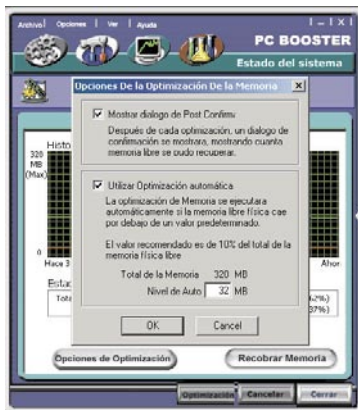 Archivo Opciones Ver Ayuda
PC BOOSTER
Estado del sistema
Opciones De la Optimización De la Memoria
Mostrar dialogo de Post Confirm
Después de cada optimización, un dialogo de
confirmación se mostrara, mostrando cuanta
memoria libre se pudo recuperar.
Histo
320
MB
(Max)
Utilizar Optimización automática
La optimización de Memoria se ejecutara
automáticamente si la memoria libre física cae
por debajo de un valor predeterminado.
El valor recomendado es de 10% del total de la
memoria física libre
0
Hace 3
Ahor
Total de la Memoria 320 MB
Nivel de Auto 32 MB
Estac
Tota
62%)
37%)
OK Cancel
Opciones de Optimización Recobrar Memoria
Optimización Cancelar Cerrar